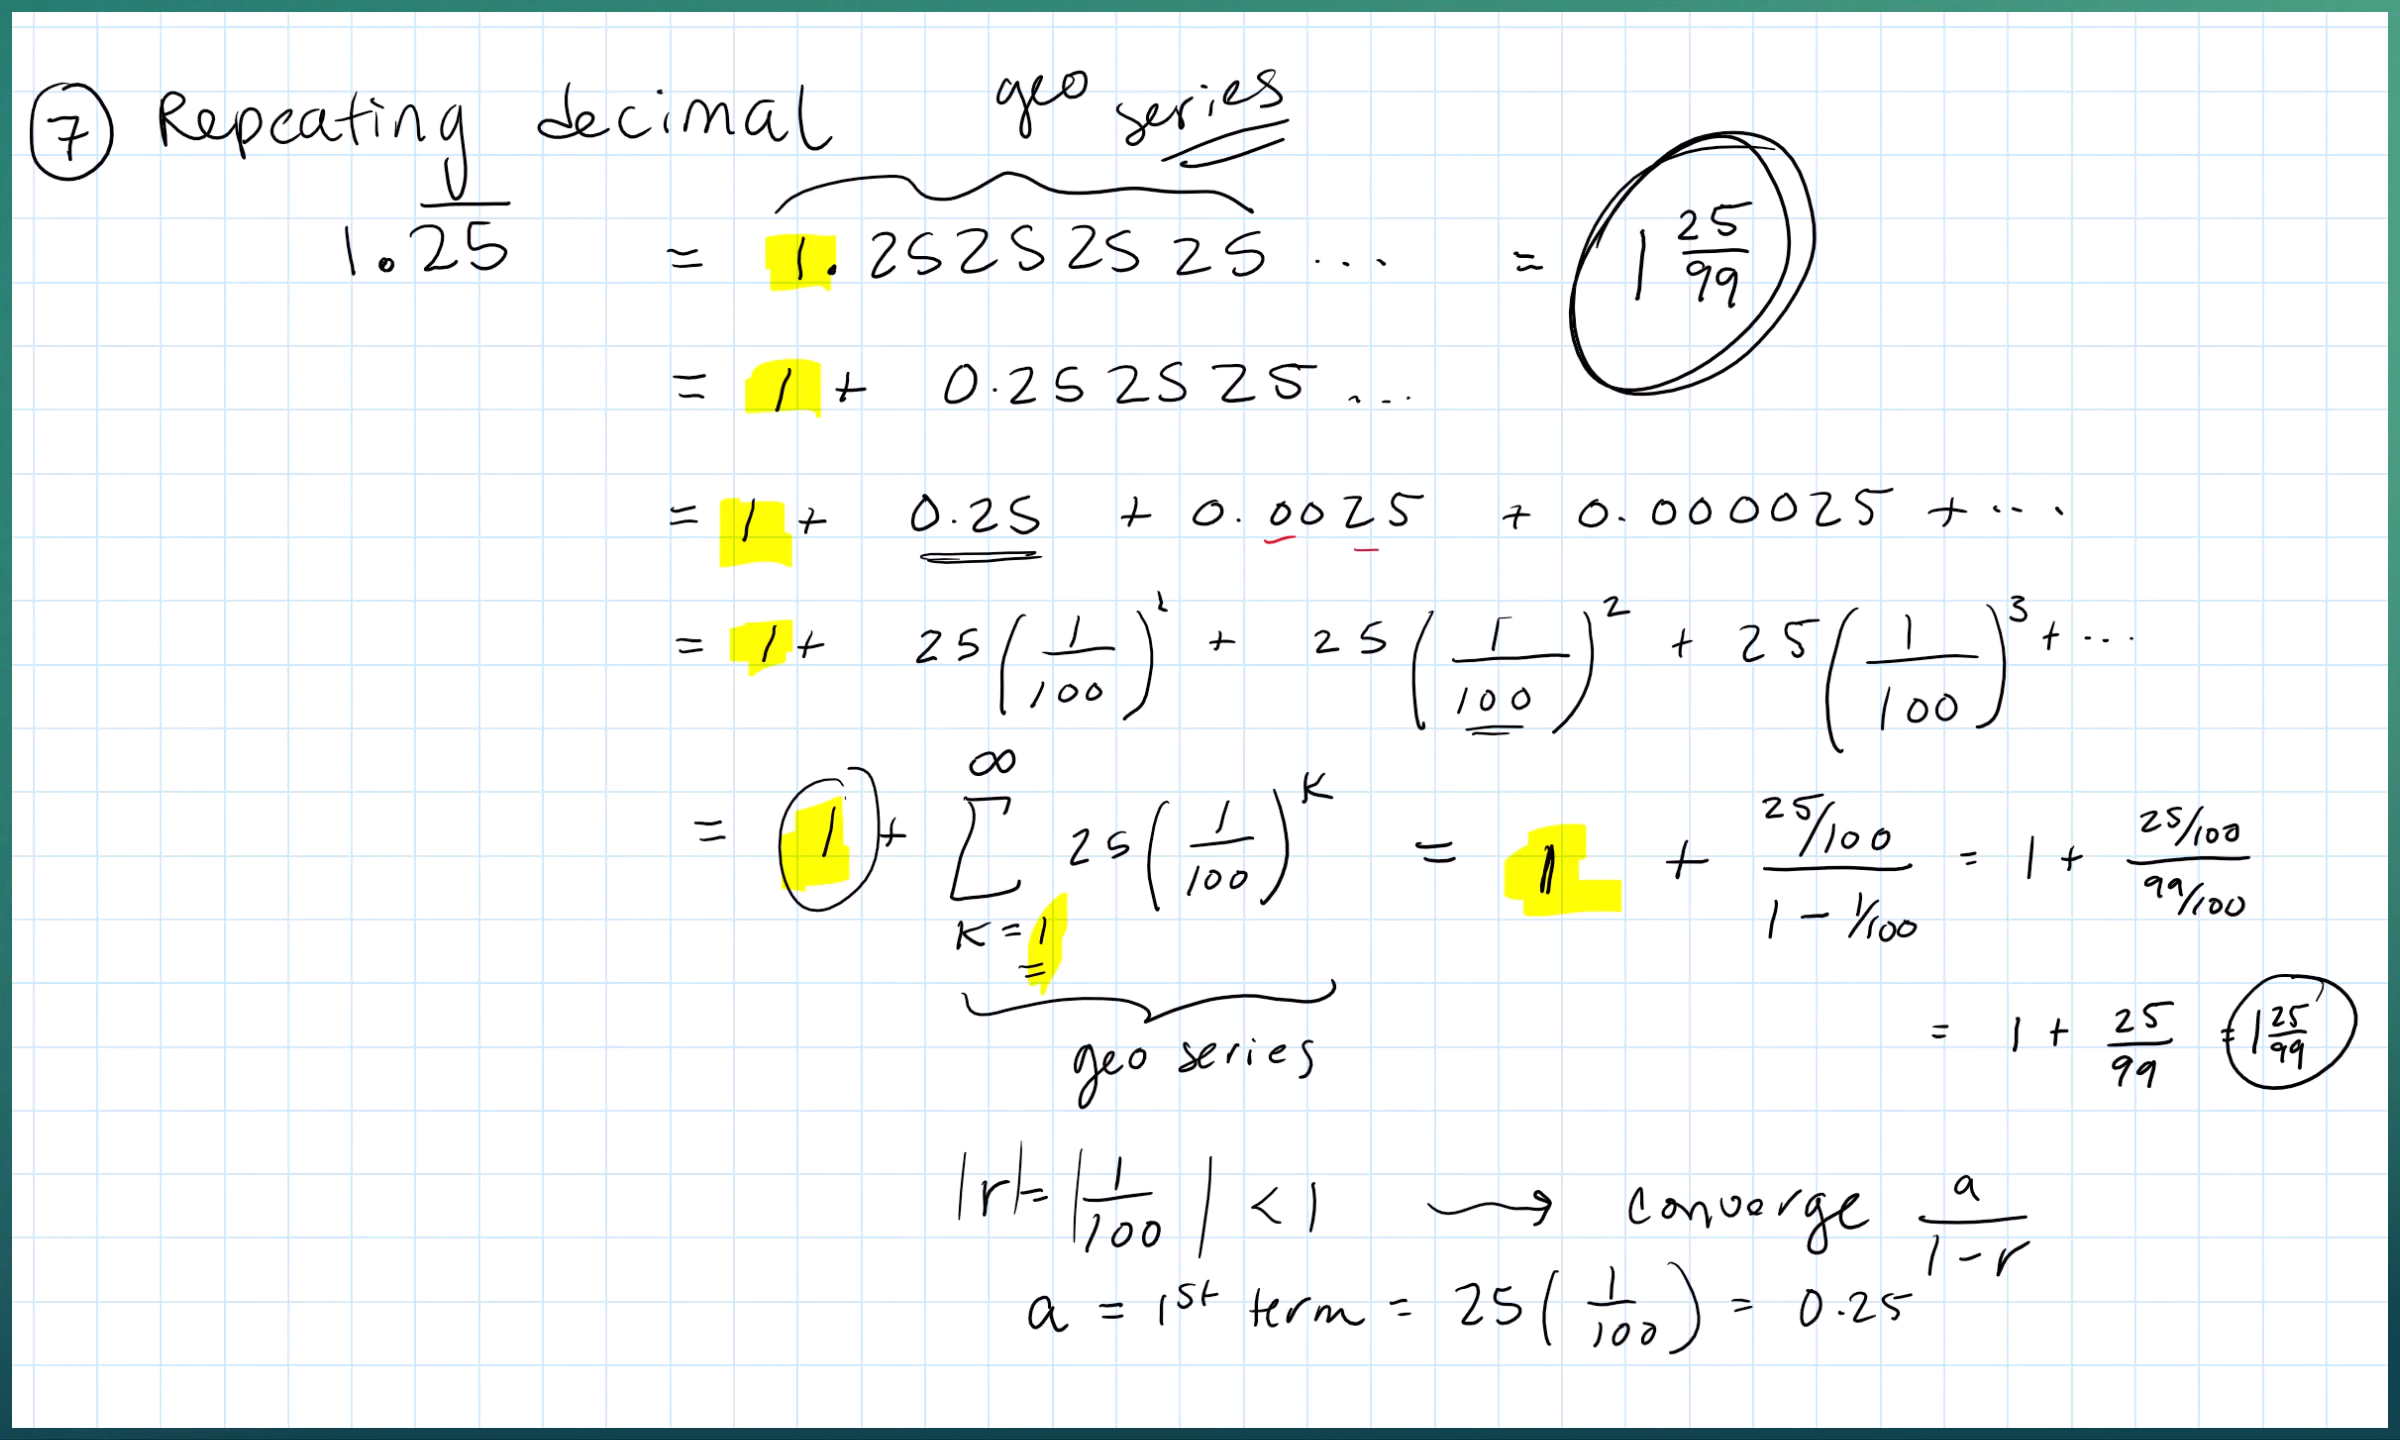 ⑦ Repeating decimal geo series
1.2̅5̅ = 1.25252525... = 1 25/99
= 1 + 0.252525...
= 1 + 0.25 + 0.0025 + 0.000025 + ...
= 1 + 25(1/100)^1 + 25(1/100)^2 + 25(1/100)^3 + ...
= 1 + ∑_{K=1}^{∞} 25(1/100)^K = 1 + (25/100)/(1 - 1/100) = 1 + (25/100)/(99/100)
= 1 + 25/99 = 1 25/99
geo series
|r| = |1/100| < 1 ⟶ converge a/(1-r)
a = 1st term = 25(1/100) = 0.25